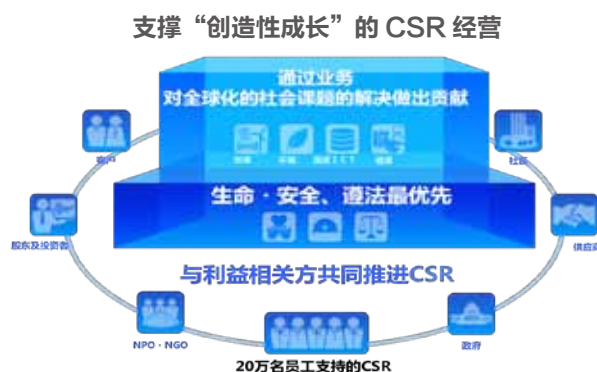 支撑“创造性成长”的 CSR 经营
通过业务
对全球化的社会课题的解决做出贡献
生命·安全、遵法最优先
客户
社会
股东及投资者
供应商
与利益相关方共同推进CSR
NPO·NGO
政府
20万名员工支持的CSR